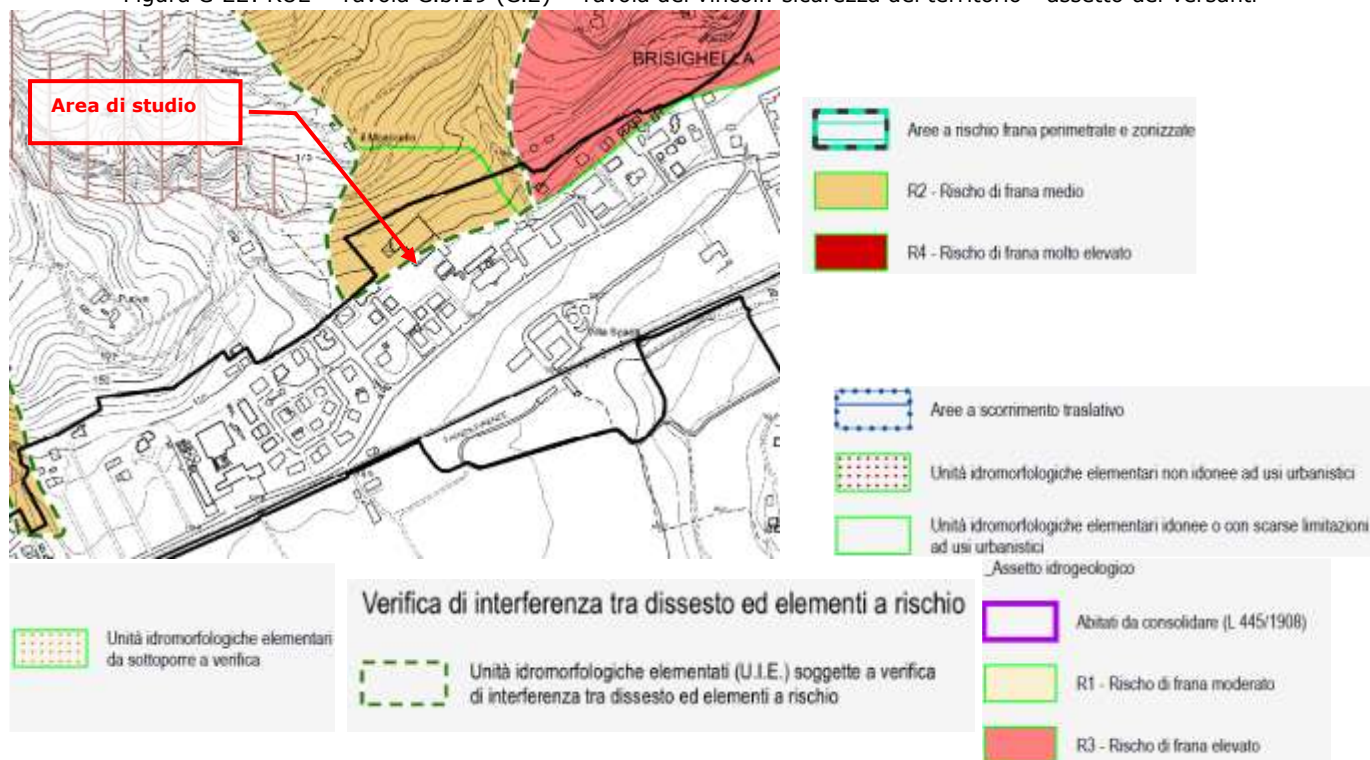 Area di studio
BRISIGHELLA
Il Monticello
Aree a rischio frana perimetrate e zonizzate
R2 - Rischo di frana medio
R4 - Rischio di frana molto elevato
Aree a scorrimento traslativo
Unità idromorfologiche elementari non idonee ad usi urbanistici
Unità idromorfologiche elementari idonee o con scarse limitazioni
ad usi urbanistici
Unità idromorfologiche elementari
da sottoporre a verifica
Verifica di interferenza tra dissesto ed elementi a rischio
Unità idromorfologiche elementati (U.I.E.) soggette a verifica
di interferenza tra dissesto ed elementi a rischio
_Assetto idrogeologico
Abitati da consolidare (L 445/1908)
R1 - Rischio di frana moderato
R3 - Rischio di frana elevato